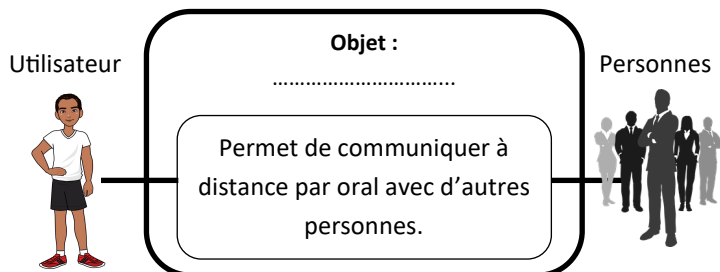 Objet :
Utilisateur
Personnes
…………………………...
Permet de communiquer à
distance par oral avec d’autres
personnes.